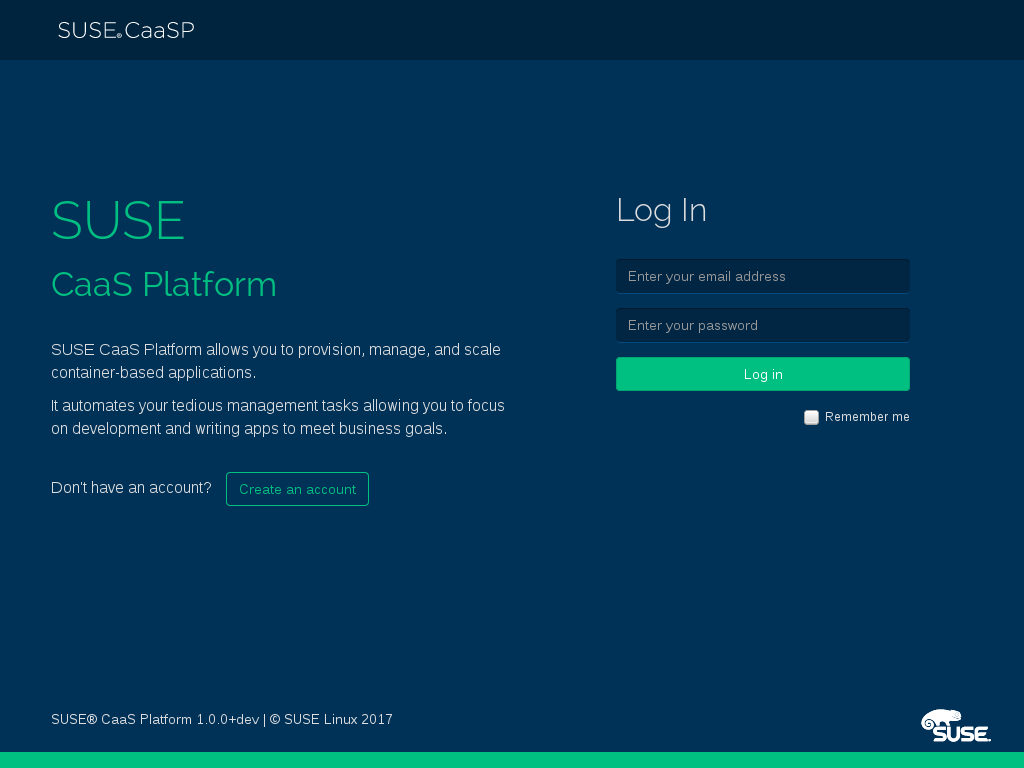 SUSE® CaaSP
SUSE
CaaS Platform
SUSE CaaS Platform allows you to provision, manage, and scale
container-based applications.
It automates your tedious management tasks allowing you to focus
on development and writing apps to meet business goals.
Don't have an account?
Create an account
Log In
Enter your email address
Enter your password
Log in
Remember me
SUSE® CaaS Platform 1.0.0+dev | © SUSE Linux 2017
SUSE